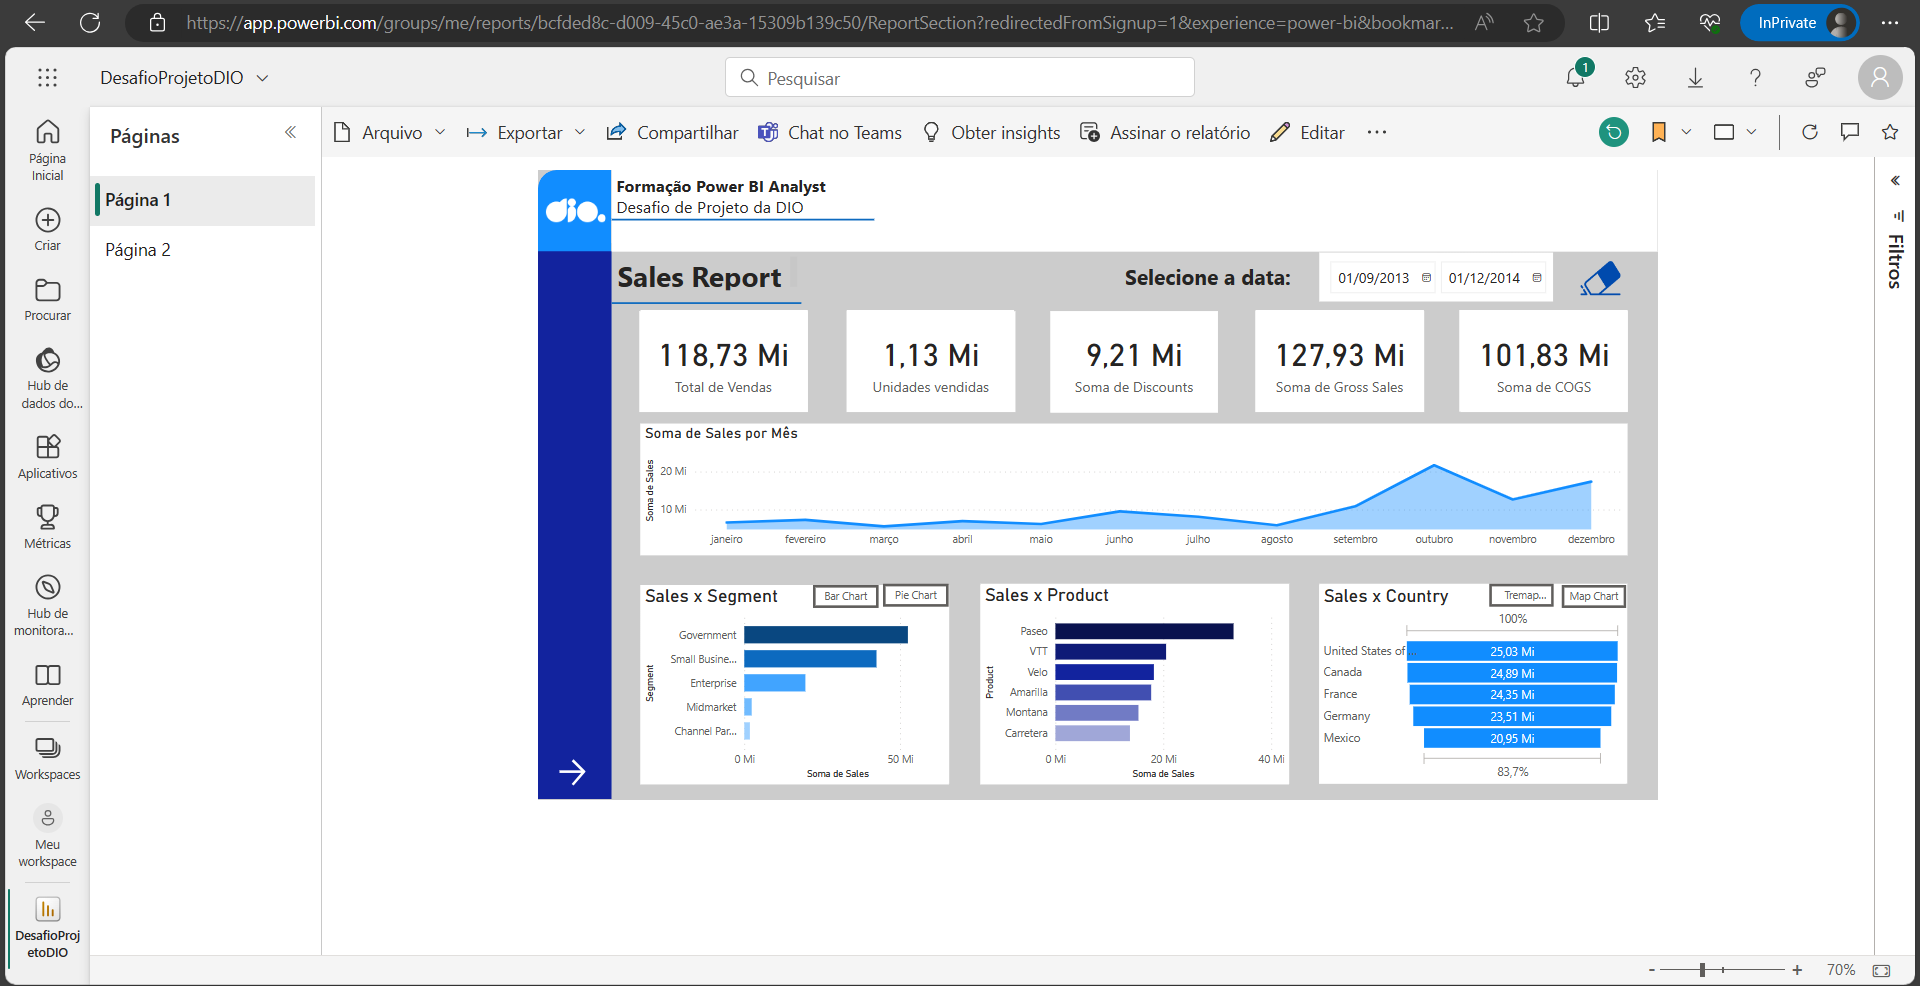 https://app.powerbi.com/groups/me/reports/bcfded8c-d009-45c0-ae3a-15309b139c50/ReportSection?redirectedFromSignup=1&experience=power-bi&bookmar...
InPrivate
DesafioProjetoDIO
Pesquisar
1
Página
Inicial
Criar
Procurar
Hub de
dados do...
Aplicativos
Métricas
Hub de
monitora...
Aprender
Workspaces
Meu
workspace
DesafioProj
etoDIO
Páginas
Página 1
Página 2
Arquivo
Exportar
Compartilhar
Chat no Teams
Obter insights
Assinar o relatório
Editar
Filtros
dio.
Formação Power BI Analyst
Desafio de Projeto da DIO
Sales Report
Selecione a data:
01/09/2013
01/12/2014
118,73 Mi
Total de Vendas
1,13 Mi
Unidades vendidas
9,21 Mi
Soma de Discounts
127,93 Mi
Soma de Gross Sales
101,83 Mi
Soma de COGS
Soma de Sales por Mês
Soma de Sales
20 Mi
10 Mi
janeiro fevereiro março abril maio junho julho agosto setembro outubro novembro dezembro
Sales x Segment
Bar Chart
Pie Chart
Segment
Government
Small Busine...
Enterprise
Midmarket
Channel Par...
0 Mi 50 Mi
Soma de Sales
Sales x Product
Product
Paseo
VTT
Velo
Amarilla
Montana
Carretera
0 Mi 20 Mi 40 Mi
Soma de Sales
Sales x Country
Tremap...
Map Chart
100%
United States of ... 25,03 Mi
Canada 24,89 Mi
France 24,35 Mi
Germany 23,51 Mi
Mexico 20,95 Mi
83,7%
- + 70%